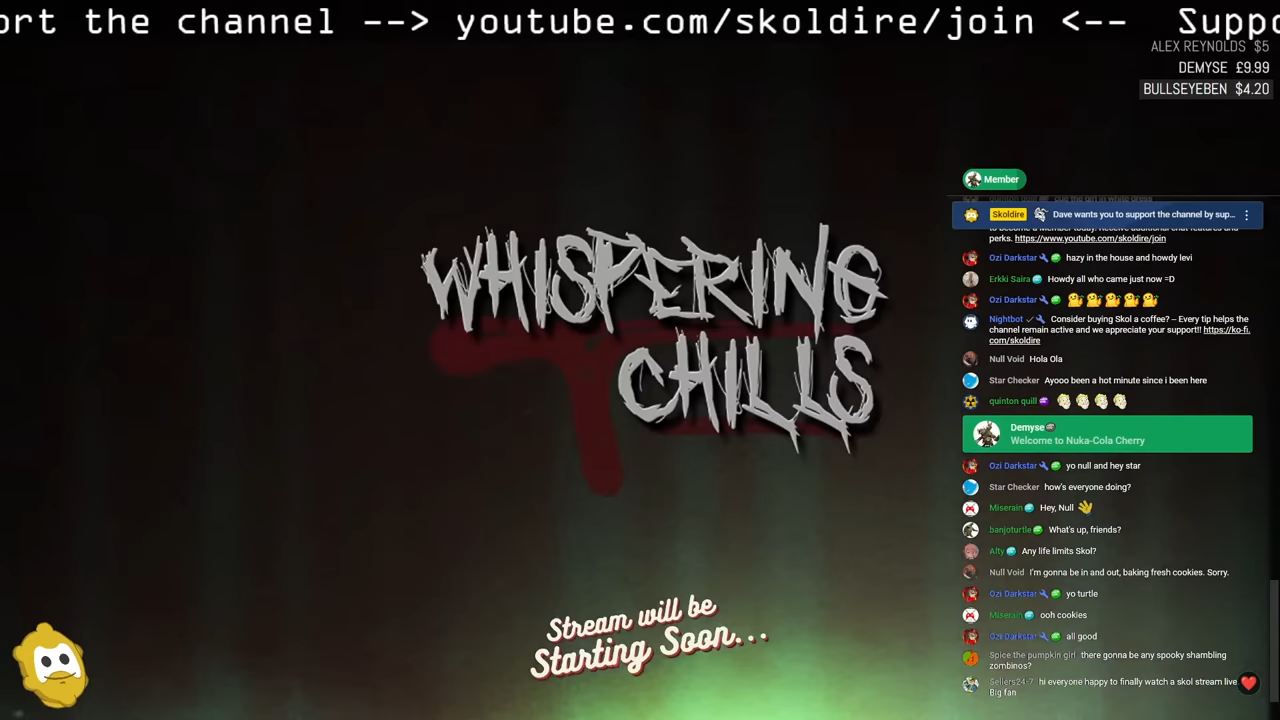 ort the channel --> youtube.com/skoldire/join <-- Suppo
ALEX REYNOLDS $5
DEMYSE £9.99
BULLSEYEBEN $4.20
Member
Skoldire Dave wants you to support the channel by sup...
to become a Member today. Receive additional chat features and
perks. https://www.youtube.com/skoldire/join
Ozi Darkstar hazy in the house and howdy levi
Erkki Saira Howdy all who came just now =D
Ozi Darkstar
Nightbot Consider buying Skol a coffee? – Every tip helps the
channel remain active and we appreciate your support!! https://ko-fi.
com/skoldire
Null Void Hola Ola
Star Checker Ayooo been a hot minute since i been here
quinton quill
Demyse
Welcome to Nuka-Cola Cherry
Ozi Darkstar yo null and hey star
Star Checker how's everyone doing?
Miserain Hey, Null
banjoturtle What's up, friends?
Alty Any life limits Skol?
Null Void I'm gonna be in and out, baking fresh cookies. Sorry.
Ozi Darkstar yo turtle
Miserain ooh cookies
Ozi Darkstar all good
Spice the pumpkin girl there gonna be any spooky shambling
zombinos?
Sellers24-7 hi everyone happy to finally watch a skol stream live
Big fan
WHISPERING
CHILLS
Stream will be
Starting Soon...